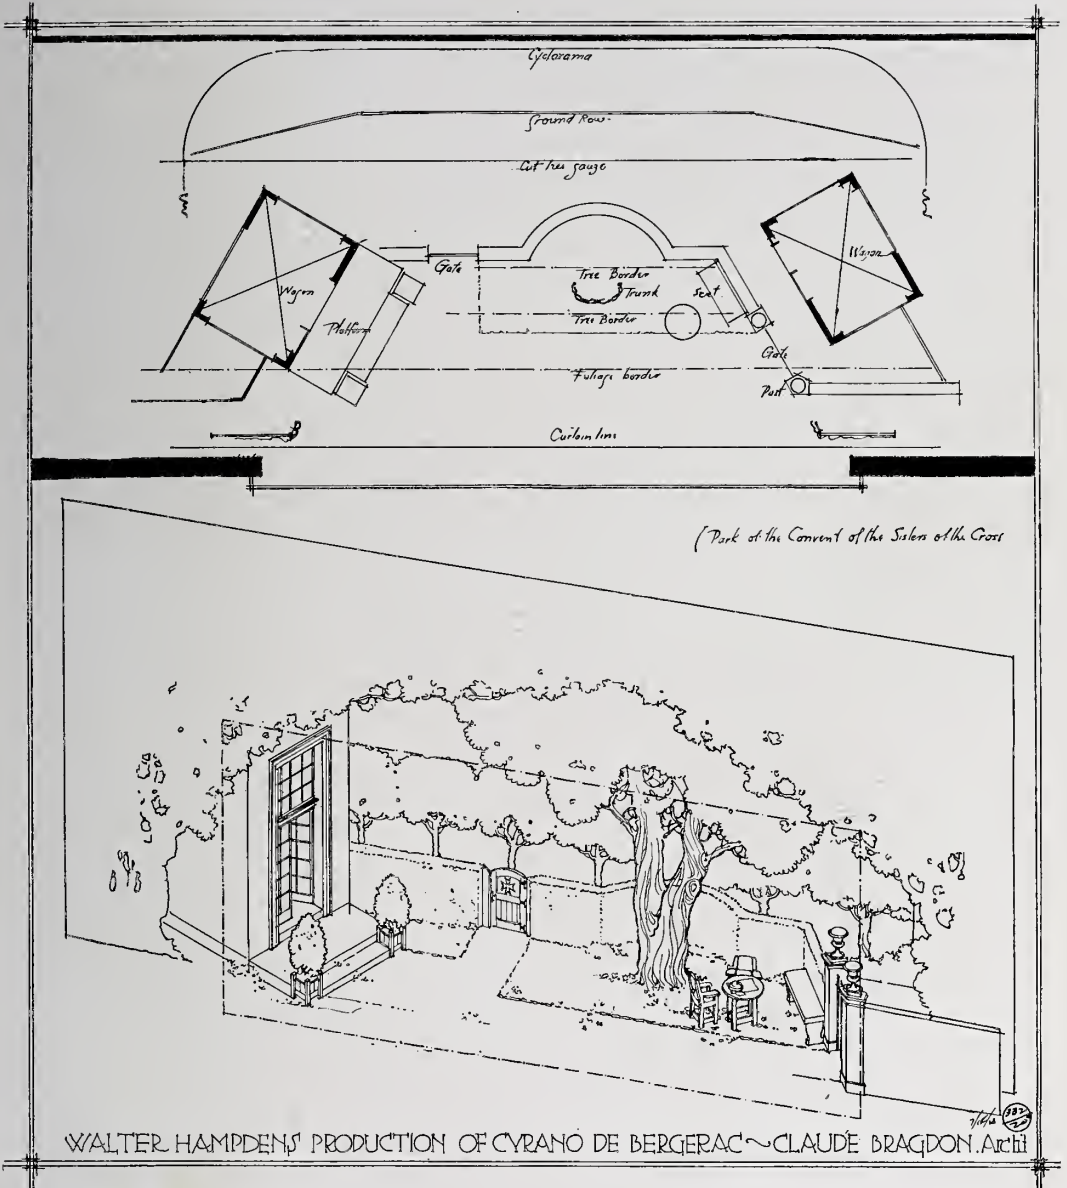 Cyclorama
Ground Row
Cut tree gauze
Gate
Tree Border
Wagon
Wagon
Trunk
Seat
Platform
Tree Border
Gate
Foliage border
Post
Curtain line
Park of the Convent of the Sisters of the Cross
WALTER HAMPDENS' PRODUCTION OF CYRANO DE BERGERAC~CLAUDE BRAGDON. Archt